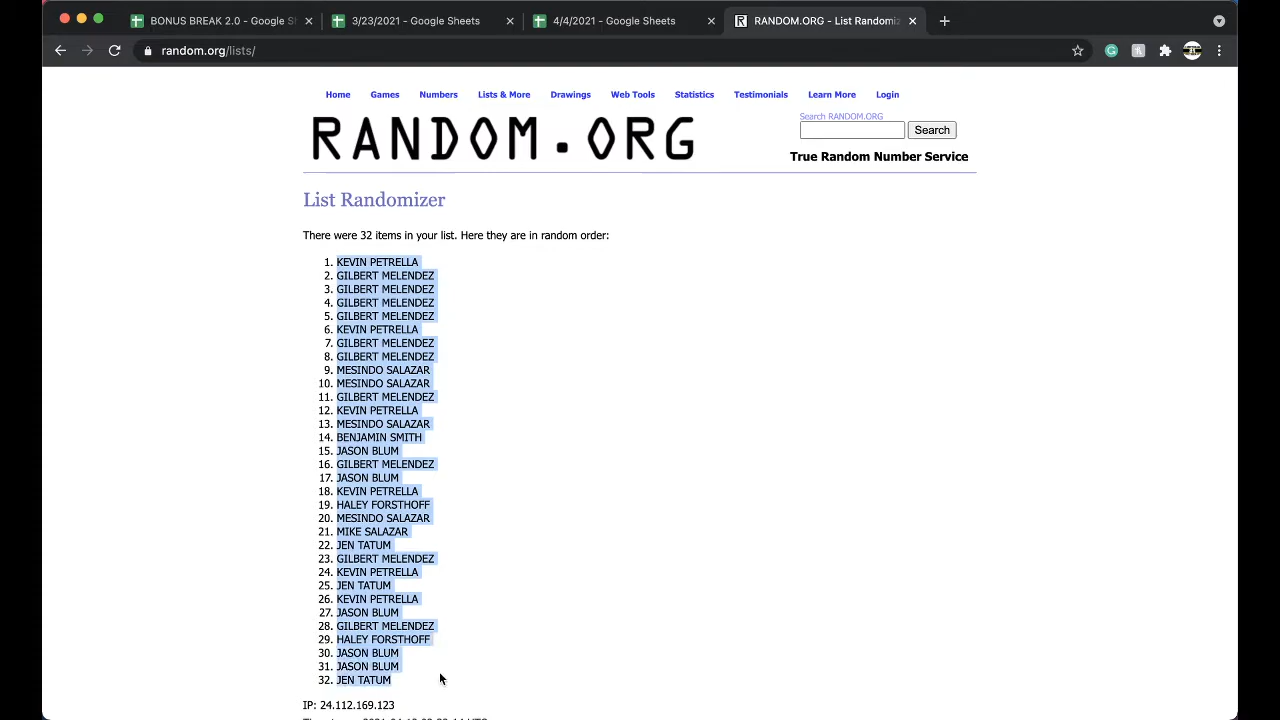 BONUS BREAK 2.0 - Google S
3/23/2021 - Google Sheets
4/4/2021 - Google Sheets
RANDOM.ORG - List Randomiz
random.org/lists/
Home Games Numbers Lists & More Drawings Web Tools Statistics Testimonials Learn More Login
Search RANDOM.ORG
RANDOM.ORG
Search
True Random Number Service
List Randomizer
There were 32 items in your list. Here they are in random order:
1. KEVIN PETRELLA
2. GILBERT MELENDEZ
3. GILBERT MELENDEZ
4. GILBERT MELENDEZ
5. GILBERT MELENDEZ
6. KEVIN PETRELLA
7. GILBERT MELENDEZ
8. GILBERT MELENDEZ
9. MESINDO SALAZAR
10. MESINDO SALAZAR
11. GILBERT MELENDEZ
12. KEVIN PETRELLA
13. MESINDO SALAZAR
14. BENJAMIN SMITH
15. JASON BLUM
16. GILBERT MELENDEZ
17. JASON BLUM
18. KEVIN PETRELLA
19. HALEY FORSTHOFF
20. MESINDO SALAZAR
21. MIKE SALAZAR
22. JEN TATUM
23. GILBERT MELENDEZ
24. KEVIN PETRELLA
25. JEN TATUM
26. KEVIN PETRELLA
27. JASON BLUM
28. GILBERT MELENDEZ
29. HALEY FORSTHOFF
30. JASON BLUM
31. JASON BLUM
32. JEN TATUM
IP: 24.112.169.123